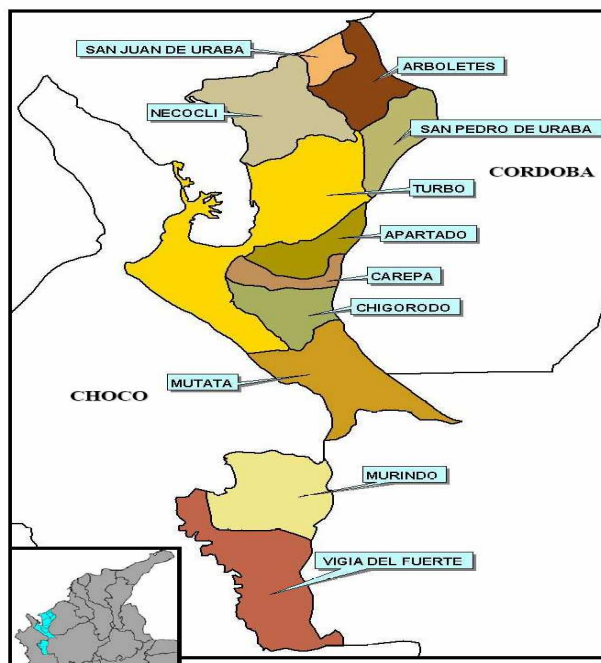 SAN JUAN DE URABA
ARBOLETES
NECOCLI
SAN PEDRO DE URABA
CORDOBA
TURBO
APARTADO
CAREPA
CHIGORODO
MUTATA
CHOCO
MURINDO
VIGIA DEL FUERTE